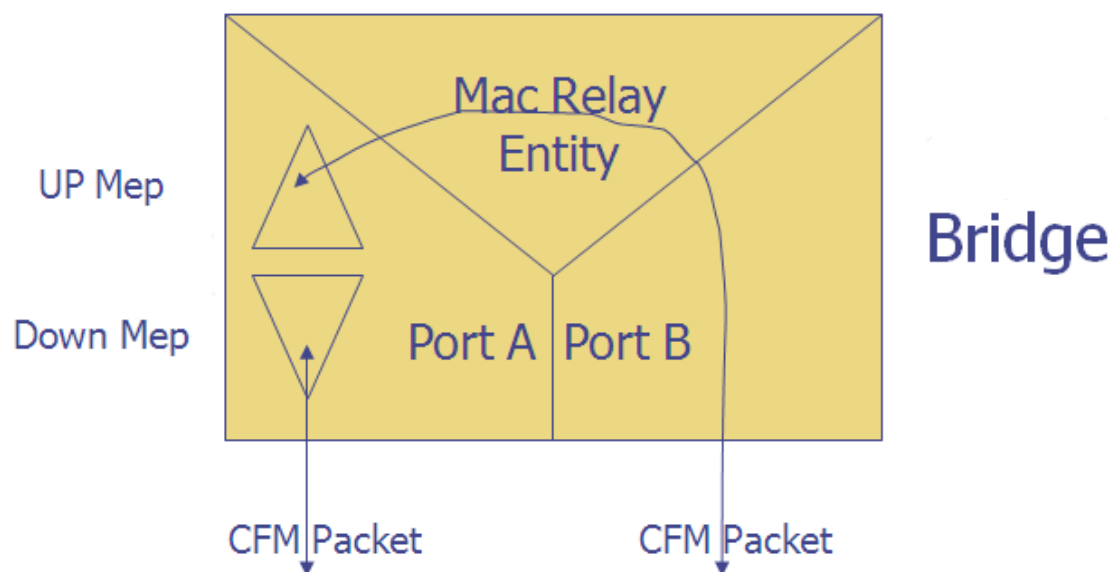 Mac Relay
Entity
UP Mep
Bridge
Down Mep
Port A
Port B
CFM Packet
CFM Packet